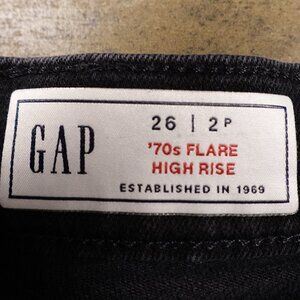 GAP
26 | 2P
'70s FLARE
HIGH RISE
ESTABLISHED IN 1969